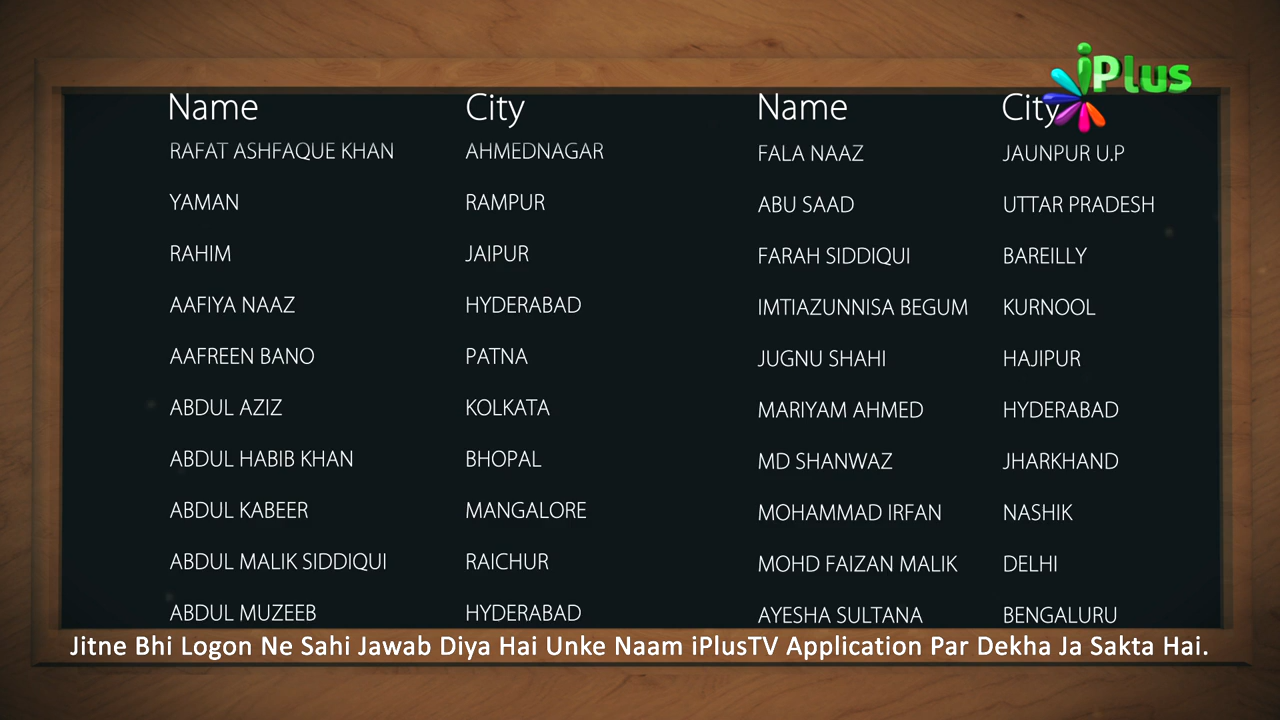 iPlus
Name City Name City
RAFAT ASHFAQUE KHAN AHMEDNAGAR FALA NAAZ JAUNPUR U.P
YAMAN RAMPUR ABU SAAD UTTAR PRADESH
RAHIM JAIPUR FARAH SIDDIQUI BAREILLY
AAFIYA NAAZ HYDERABAD IMTIAZUNNISA BEGUM KURNOOL
AAFREEN BANO PATNA JUGNU SHAHI HAJIPUR
ABDUL AZIZ KOLKATA MARIYAM AHMED HYDERABAD
ABDUL HABIB KHAN BHOPAL MD SHANWAZ JHARKHAND
ABDUL KABEER MANGALORE MOHAMMAD IRFAN NASHIK
ABDUL MALIK SIDDIQUI RAICHUR MOHD FAIZAN MALIK DELHI
ABDUL MUZEEB HYDERABAD AYESHA SULTANA BENGALURU
Jitne Bhi Logon Ne Sahi Jawab Diya Hai Unke Naam iPlusTV Application Par Dekha Ja Sakta Hai.